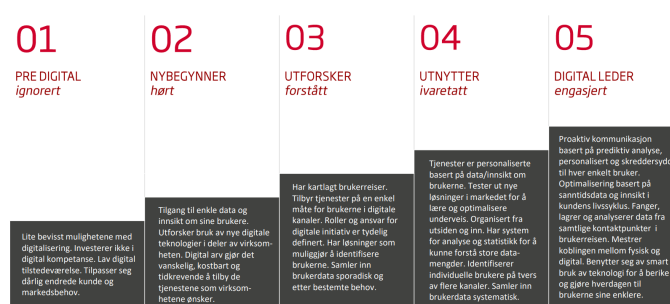 01
PRE DIGITAL
ignorert
Lite bevisst mulighetene med
digitalisering. Investerer ikke i
digital kompetanse. Lav digital
tilstedeværelse. Tilpasser seg
dårlig endrede kunde og
markedsbehov.
02
NYBEGYNNER
hørt
Tilgang til enkle data og
innsikt om sine brukere.
Utforsker bruk av nye digitale
teknologier i deler av virksom-
heten. Digital arv gjør det
vanskelig, kostbart og
tidkrevende å tilby de
tjenestene som virksom-
hetene ønsker.
03
UTFORSKER
forstått
Har kartlagt brukerreiser.
Tilbyr tjenester på en enkel
måte for brukerne i digitale
kanaler. Roller og ansvar for
digitale initiativ er tydelig
definert. Har løsninger som
muliggjør å identifisere
brukerne. Samler inn
brukerdata sporadisk og
etter bestemte behov.
04
UTNYTTER
ivaretatt
Tjenester er personaliserte
basert på data/innsikt om
brukerne. Tester ut nye
løsninger i markedet for å
lære og optimalisere
underveis. Organisert fra
utsiden og inn. Har system
for analyse og statistikk for å
kunne forstå store data-
mengder. Identifiserer
individuelle brukere på tvers
av flere kanaler. Samler inn
brukerdata systematisk.
05
DIGITAL LEDER
engasjert
Proaktiv kommunikasjon
basert på prediktiv analyse,
personalisert og skreddersydd
til hver enkelt bruker.
Optimalisering basert på
sanntidsdata og innsikt i
kundens livssyklus. Fanger,
lagrer og analyserer data fra
samtlige kontaktpunkter i
brukerreisen. Mestrer
koblingen mellom fysisk og
digital. Benytter seg av smart
bruk av teknologi for å berike
og gjøre hverdagen til
brukerne sine enklere.